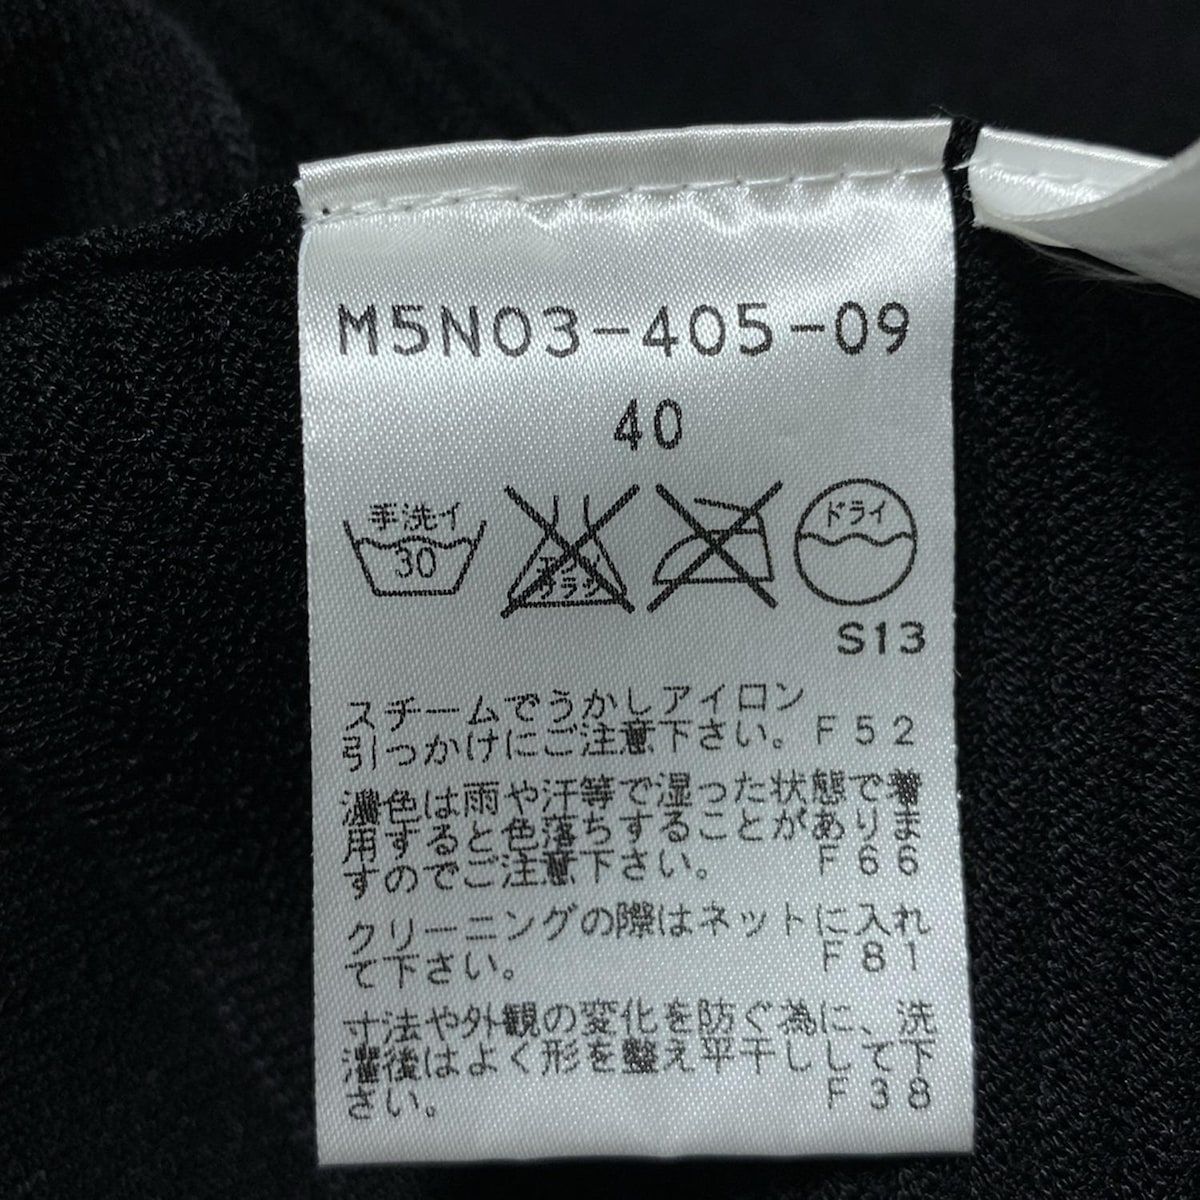 M5N03-405-09
40
手洗イ
30
エンソ
サラシ
ドライ
S13
スチームでうかしアイロン
引っかけにご注意下さい。F52
濃色は雨や汗等で湿った状態で着
用すると色落ちすることがありま
すのでご注意下さい。 F66
クリーニングの際はネットに入れ
て下さい。 F81
寸法や外観の変化を防ぐ為に、洗
濯後はよく形を整え平干しして下
さい。 F38